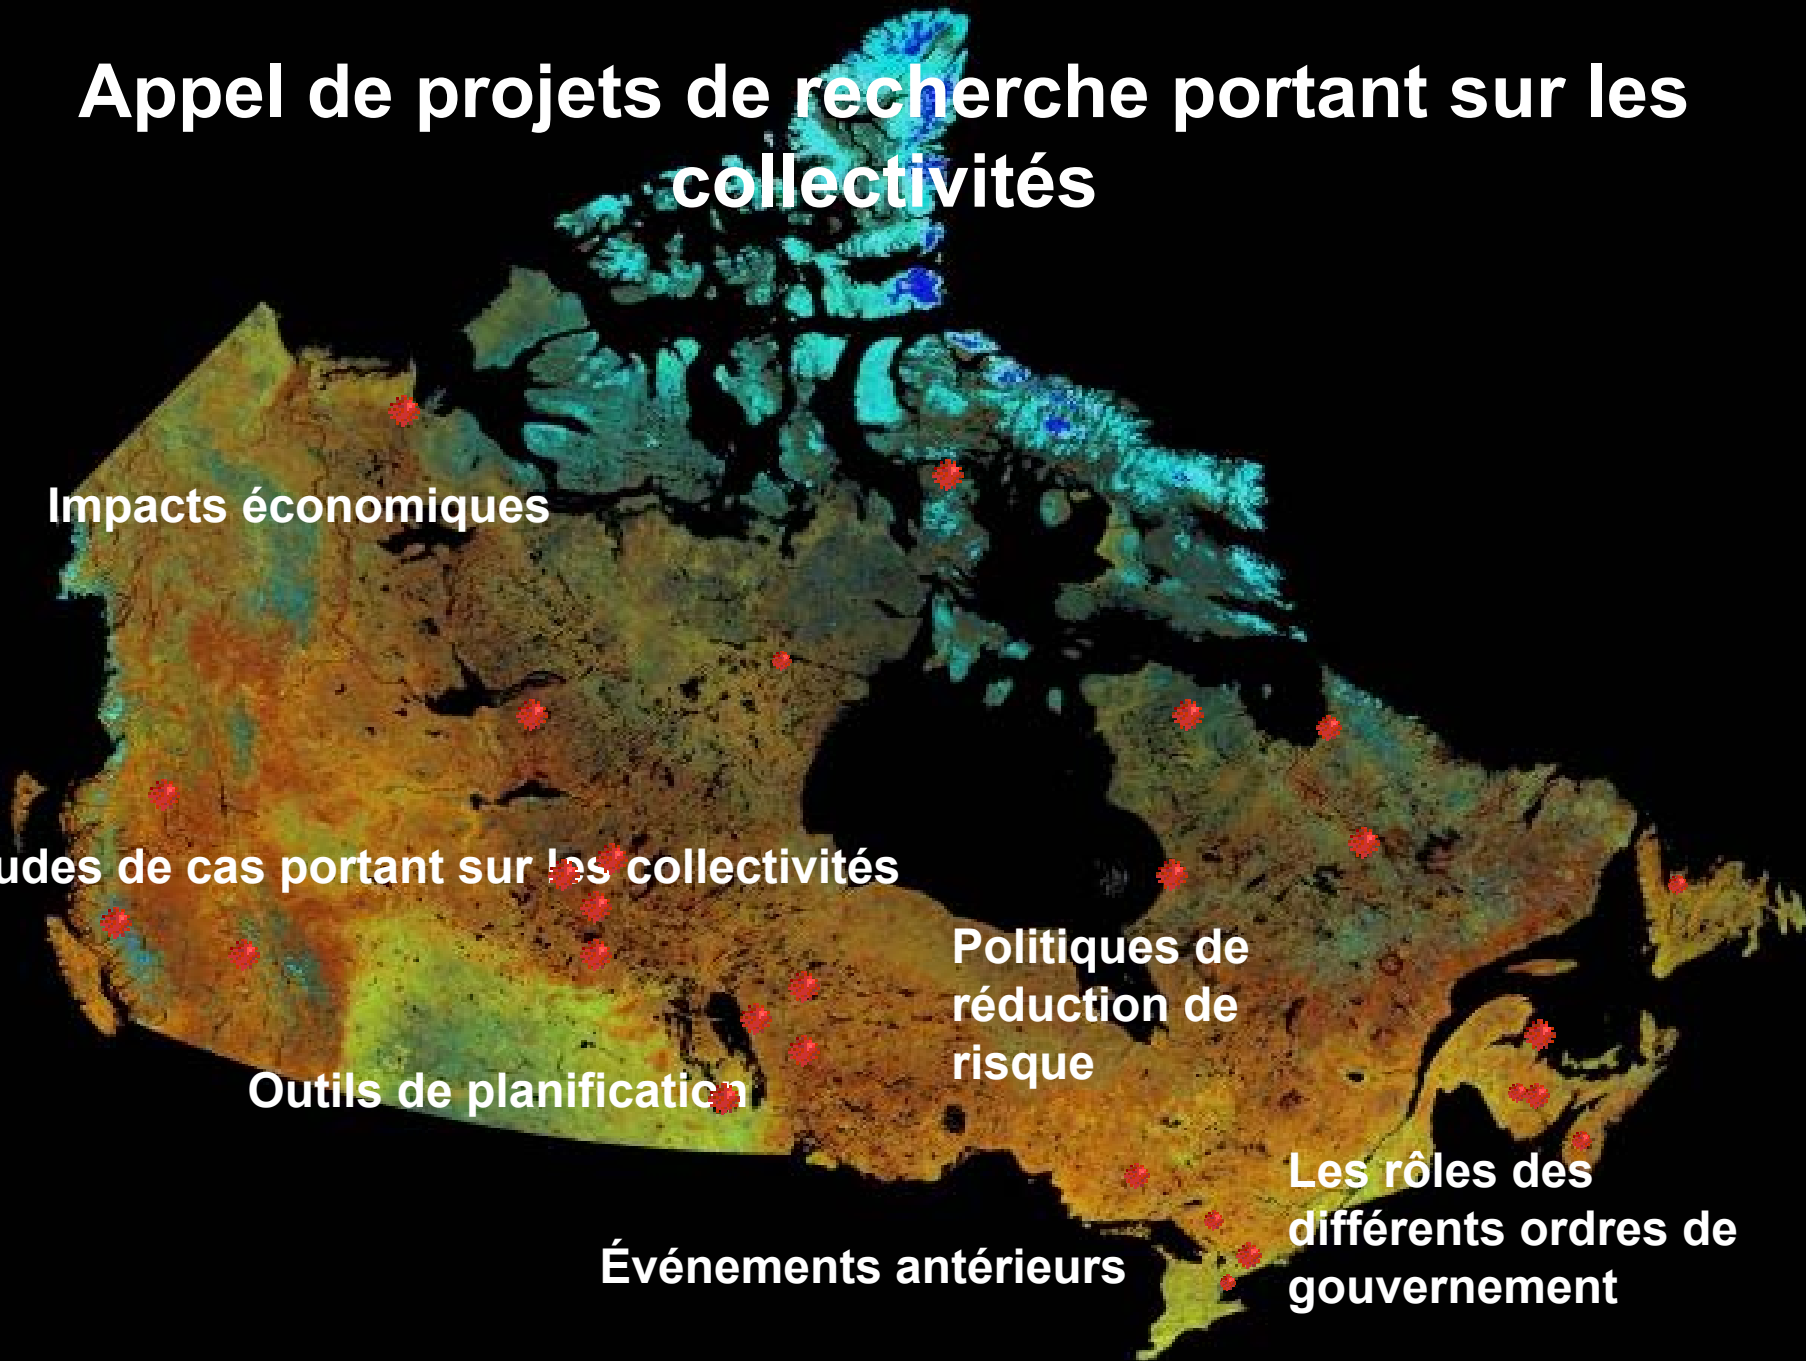 Appel de projets de recherche portant sur les
collectivités
Impacts économiques
udes de cas portant sur les collectivités
Politiques de
réduction de
risque
Outils de planification
Les rôles des
différents ordres de
gouvernement
Événements antérieurs